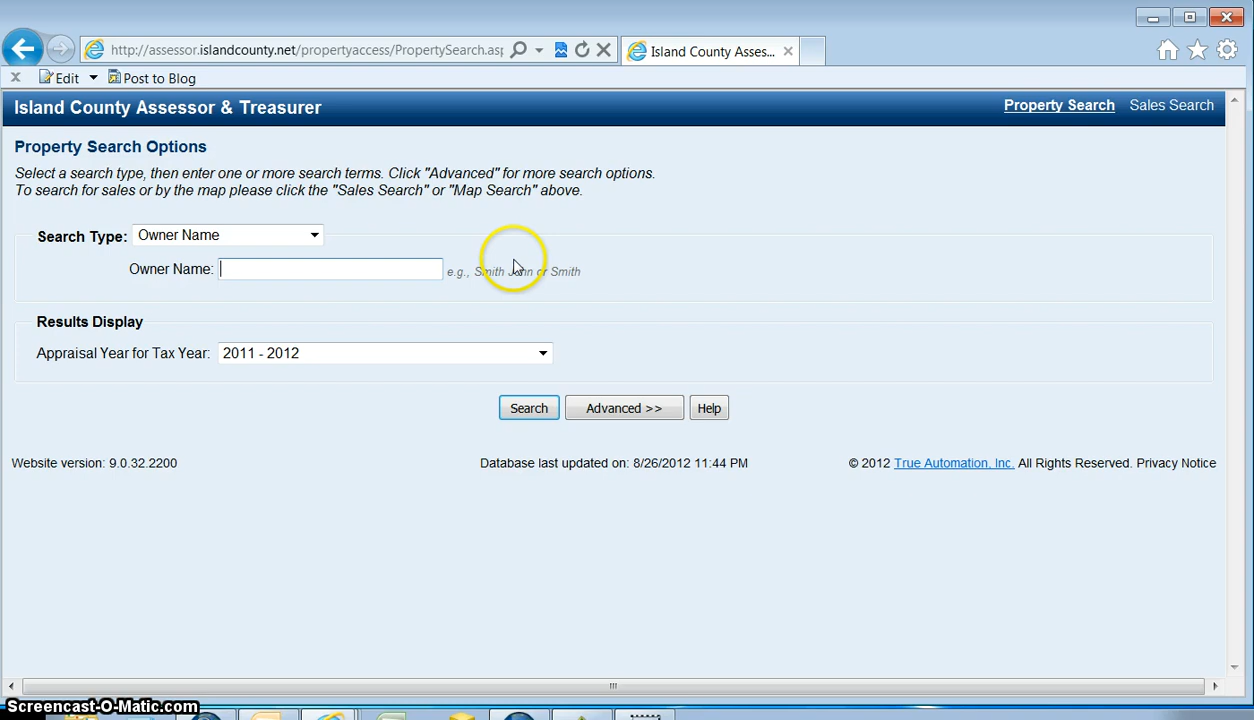 http://assessor.islandcounty.net/propertyaccess/PropertySearch.asp
Island County Asses...
x Edit Post to Blog
Island County Assessor & Treasurer Property Search Sales Search
Property Search Options
Select a search type, then enter one or more search terms. Click "Advanced" for more search options.
To search for sales or by the map please click the "Sales Search" or "Map Search" above.
Search Type: Owner Name
Owner Name: e.g., Smith John or Smith
Results Display
Appraisal Year for Tax Year: 2011 - 2012
Search Advanced >> Help
Website version: 9.0.32.2200 Database last updated on: 8/26/2012 11:44 PM © 2012 True Automation, Inc. All Rights Reserved. Privacy Notice
Screencast-O-Matic.com